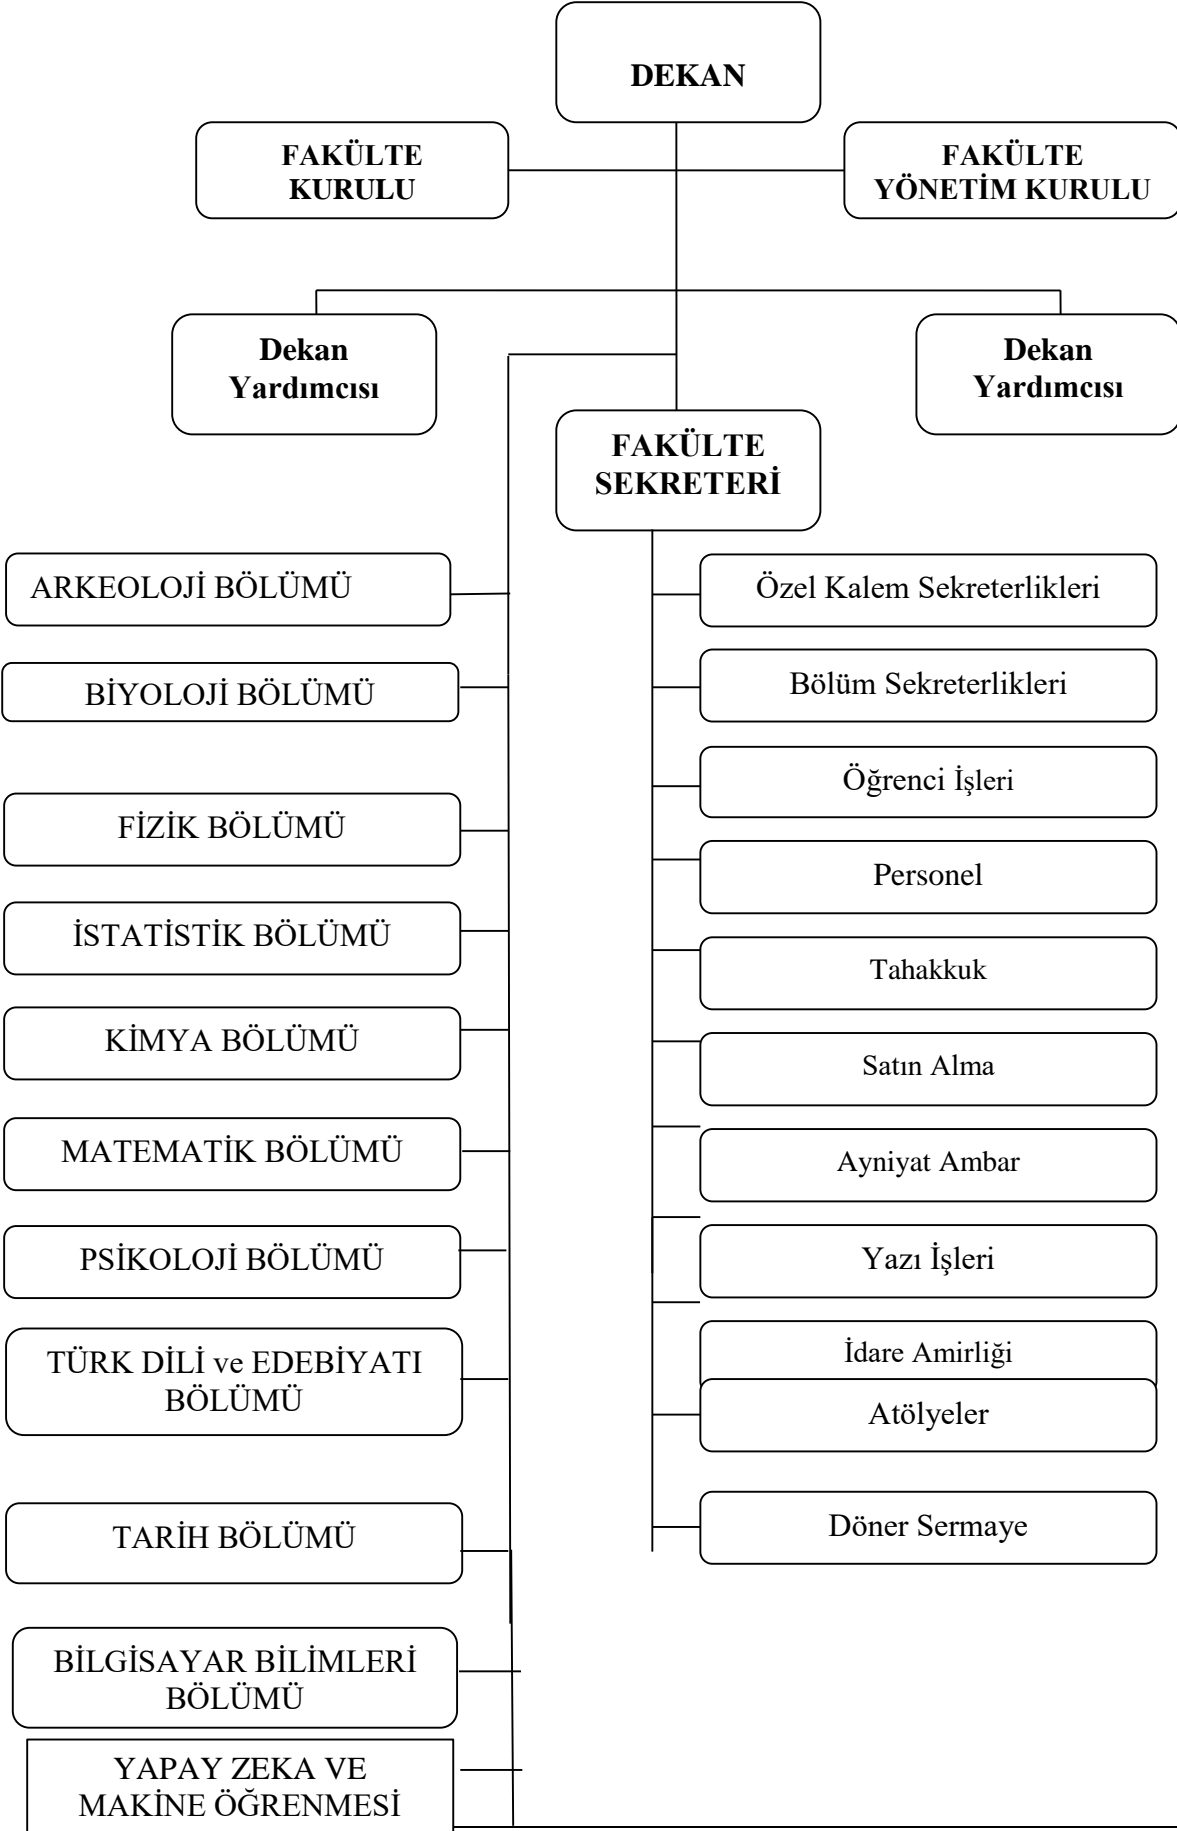 DEKAN
FAKÜLTE
KURULU
FAKÜLTE
YÖNETİM KURULU
Dekan
Yardımcısı
Dekan
Yardımcısı
FAKÜLTE
SEKRETERİ
ARKEOLOJİ BÖLÜMÜ
BİYOLOJİ BÖLÜMÜ
FİZİK BÖLÜMÜ
İSTATİSTİK BÖLÜMÜ
KİMYA BÖLÜMÜ
MATEMATİK BÖLÜMÜ
PSİKOLOJİ BÖLÜMÜ
TÜRK DİLİ ve EDEBİYATI
BÖLÜMÜ
TARİH BÖLÜMÜ
BİLGİSAYAR BİLİMLERİ
BÖLÜMÜ
YAPAY ZEKA VE
MAKİNE ÖĞRENMESİ
Özel Kalem Sekreterlikleri
Bölüm Sekreterlikleri
Öğrenci İşleri
Personel
Tahakkuk
Satın Alma
Ayniyat Ambar
Yazı İşleri
İdare Amirliği
Atölyeler
Döner Sermaye